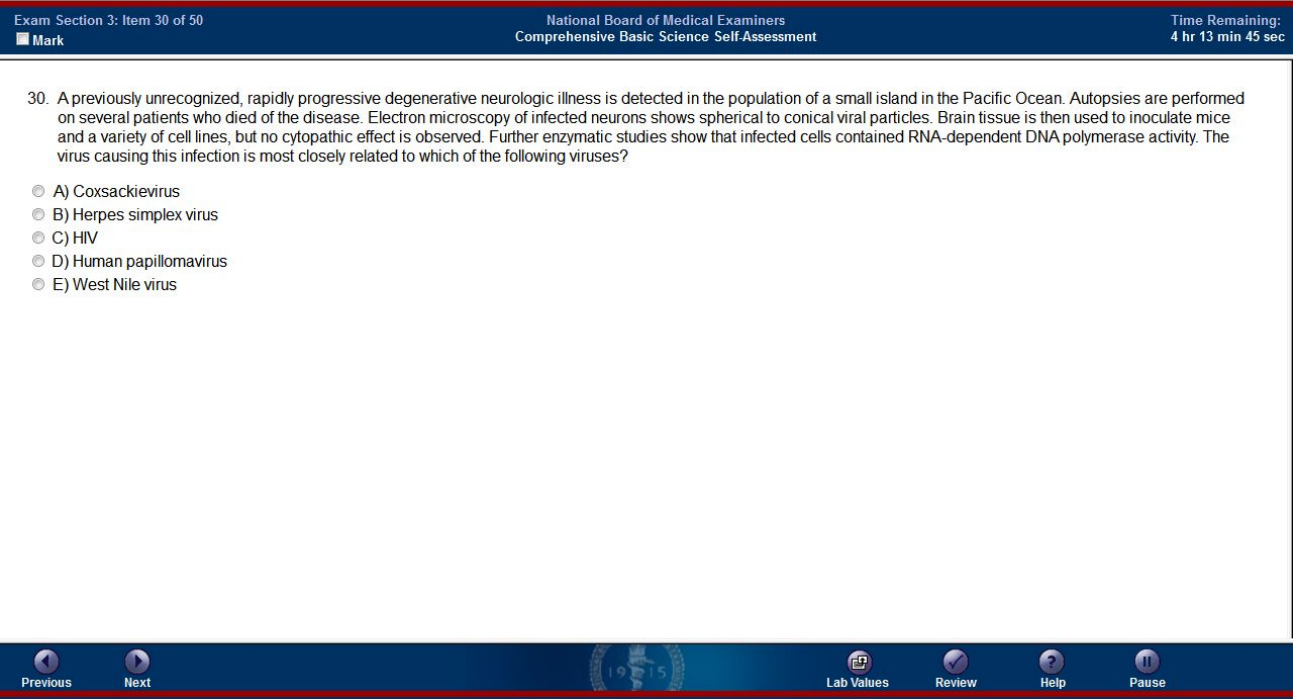 Exam Section 3: Item 30 of 50
National Board of Medical Examiners
Time Remaining:
Mark
Comprehensive Basic Science Self-Assessment
4 hr 13 min 45 sec
30. A previously unrecognized, rapidly progressive degenerative neurologic illness is detected in the population of a small island in the Pacific Ocean. Autopsies are performed
on several patients who died of the disease. Electron microscopy of infected neurons shows spherical to conical viral particles. Brain tissue is then used to inoculate mice
and a variety of cell lines, but no cytopathic effect is observed. Further enzymatic studies show that infected cells contained RNA-dependent DNA polymerase activity. The
virus causing this infection is most closely related to which of the following viruses?
A) Coxsackievirus
B) Herpes simplex virus
C) HIV
D) Human papillomavirus
E) West Nile virus
1915
Previous
Next
Lab Values
Review
Help
Pause